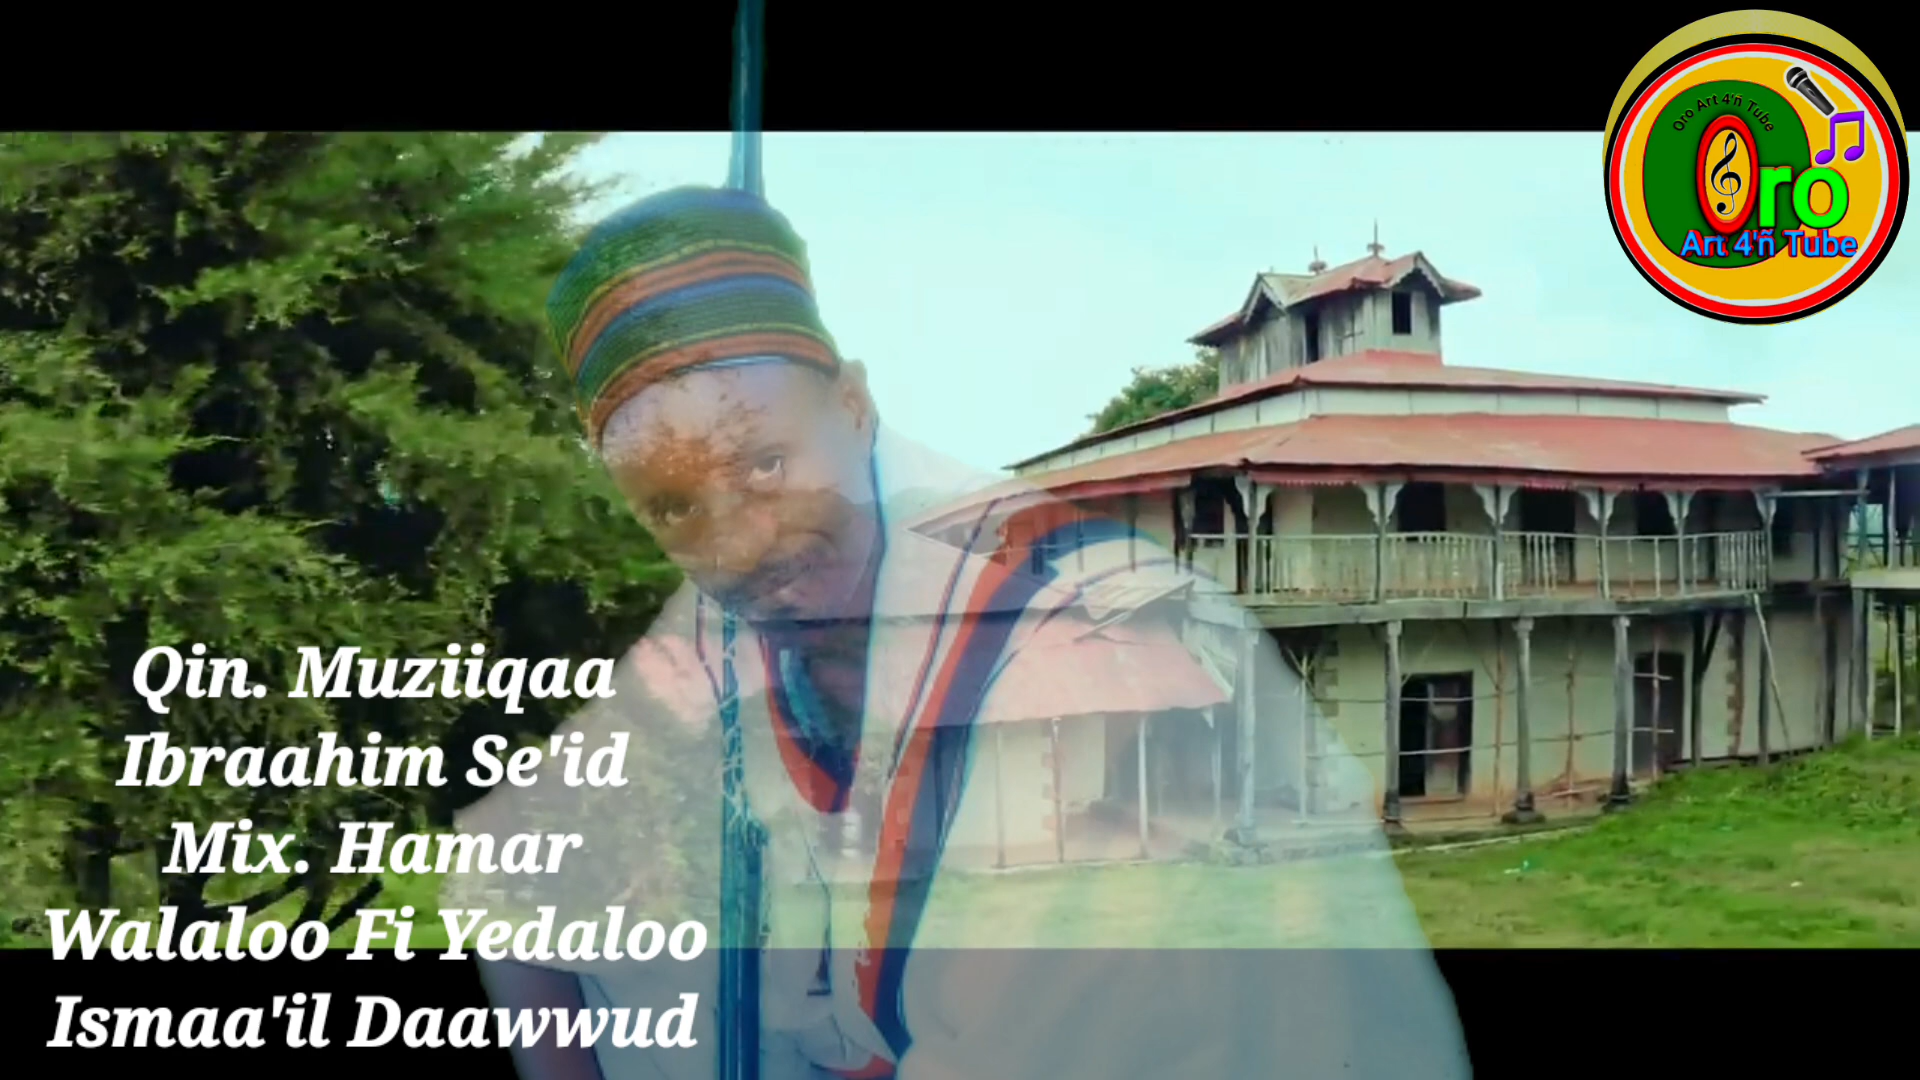 Oro Art 4'ñ Tube
Oro
Art 4'ñ Tube
Qin. Muziiqaa
Ibraahim Se'id
Mix. Hamar
Walaloo Fi Yedaloo
Ismaa'il Daawwud